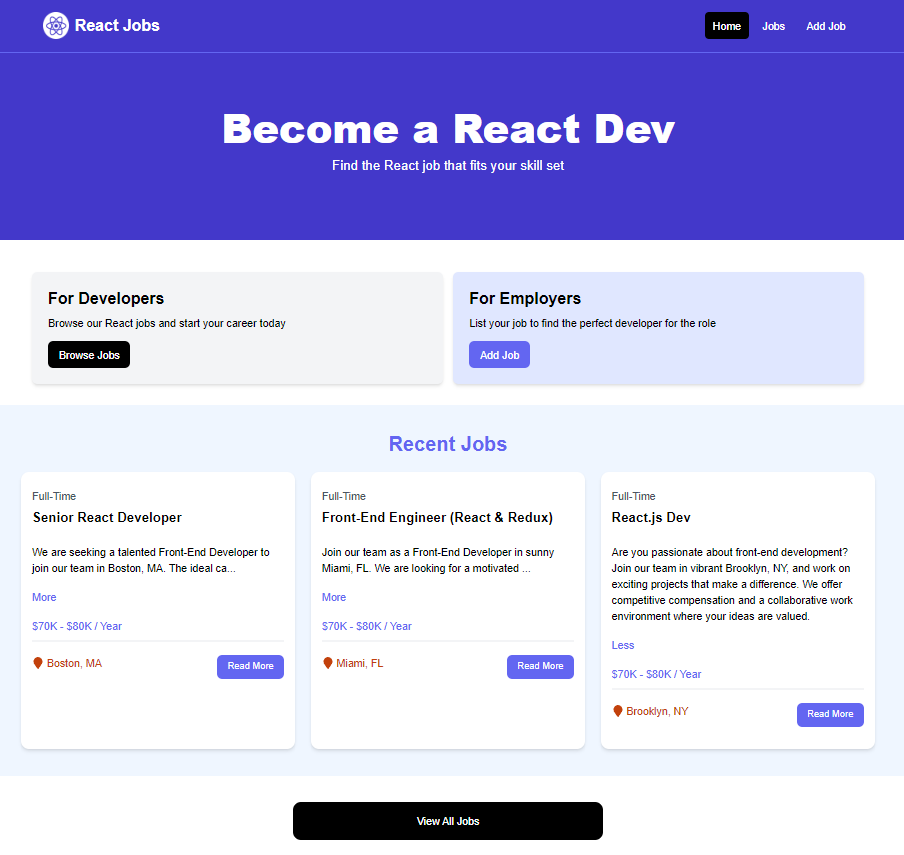 React Jobs
Home
Jobs
Add Job
Become a React Dev
Find the React job that fits your skill set
For Developers
Browse our React jobs and start your career today
Browse Jobs
For Employers
List your job to find the perfect developer for the role
Add Job
Recent Jobs
Full-Time
Senior React Developer
We are seeking a talented Front-End Developer to
join our team in Boston, MA. The ideal ca...
More
$70K - $80K / Year
Boston, MA
Read More
Full-Time
Front-End Engineer (React & Redux)
Join our team as a Front-End Developer in sunny
Miami, FL. We are looking for a motivated ...
More
$70K - $80K / Year
Miami, FL
Read More
Full-Time
React.js Dev
Are you passionate about front-end development?
Join our team in vibrant Brooklyn, NY, and work on
exciting projects that make a difference. We offer
competitive compensation and a collaborative work
environment where your ideas are valued.
Less
$70K - $80K / Year
Brooklyn, NY
Read More
View All Jobs